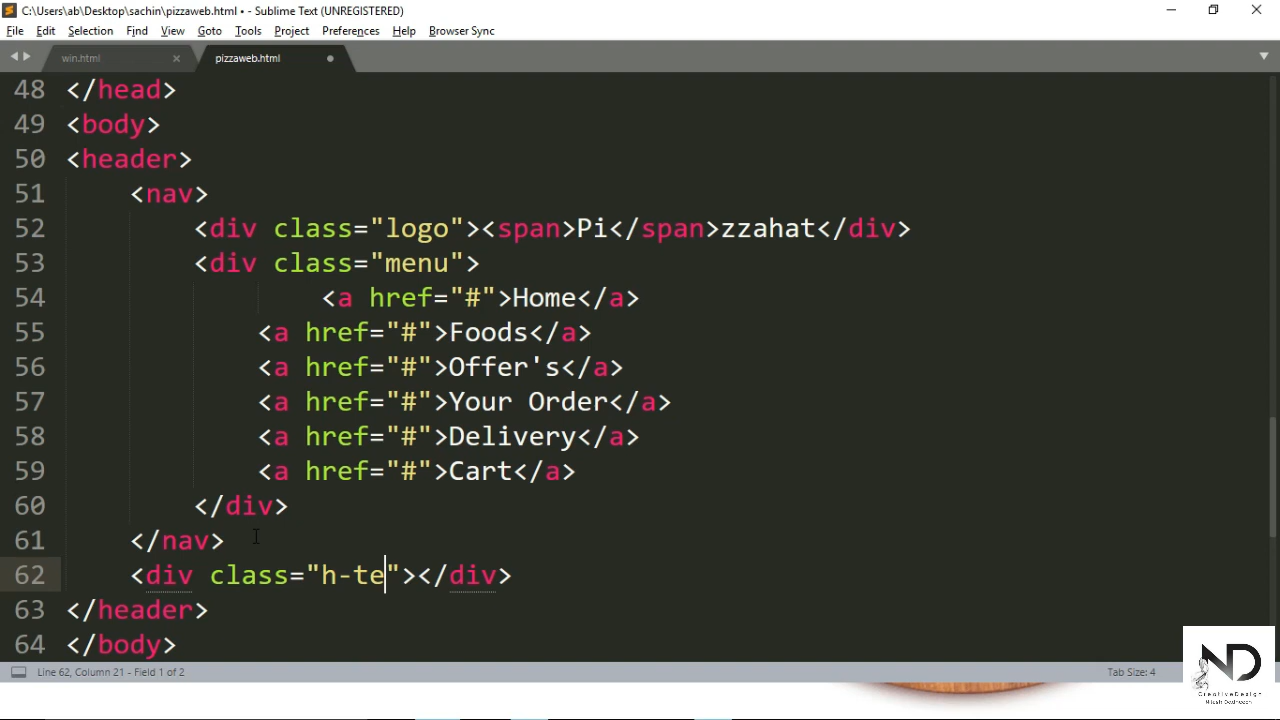 C:\Users\ab\Desktop\sachin\pizzaweb.html • - Sublime Text (UNREGISTERED)
File Edit Selection Find View Goto Tools Project Preferences Help Browser Sync
win.html pizzaweb.html
48 </head>
49 <body>
50 <header>
51 <nav>
52 <div class="logo"><span>Pi</span>zzahat</div>
53 <div class="menu">
54 <a href="#">Home</a>
55 <a href="#">Foods</a>
56 <a href="#">Offer's</a>
57 <a href="#">Your Order</a>
58 <a href="#">Delivery</a>
59 <a href="#">Cart</a>
60 </div>
61 </nav>
62 <div class="h-te"></div>
63 </header>
64 </body>
Line 62, Column 21 - Field 1 of 2 Tab Size: 4
ND
CreativeDesign